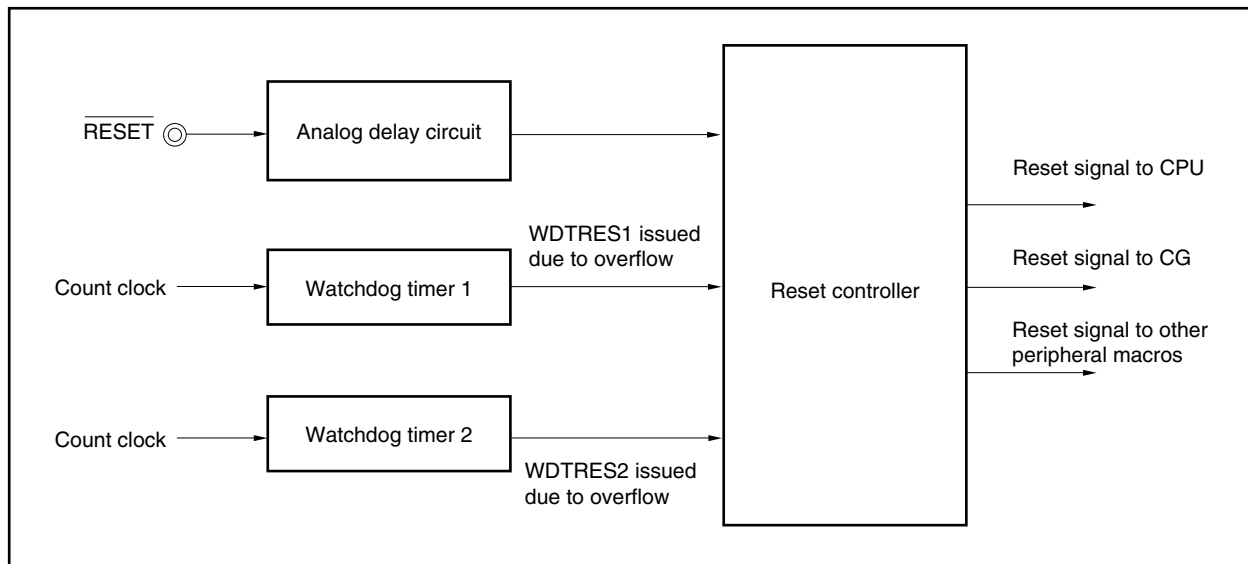 RESET
Analog delay circuit
Reset signal to CPU
WDTRES1 issued
due to overflow
Reset signal to CG
Count clock
Watchdog timer 1
Reset controller
Reset signal to other
peripheral macros
Count clock
Watchdog timer 2
WDTRES2 issued
due to overflow